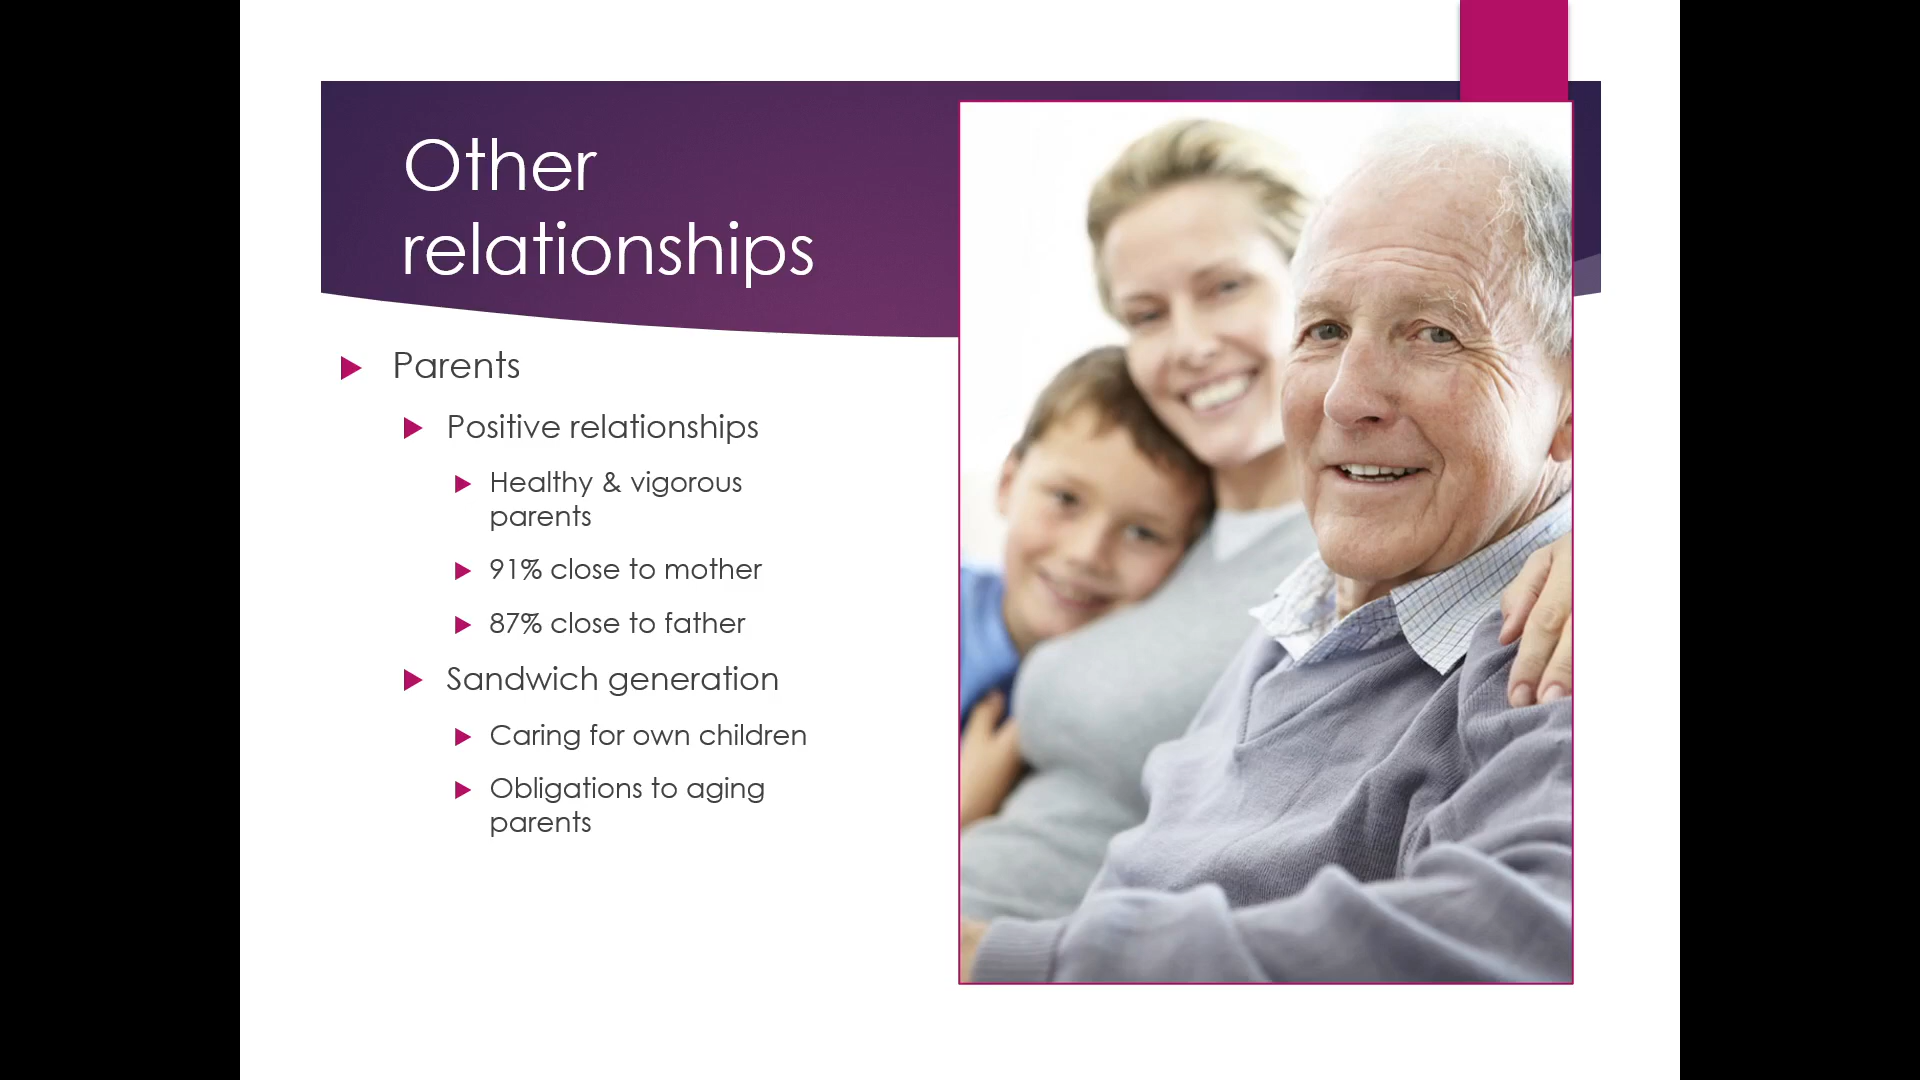 Other
relationships
Parents
Positive relationships
Healthy & vigorous
parents
91% close to mother
87% close to father
Sandwich generation
Caring for own children
Obligations to aging
parents